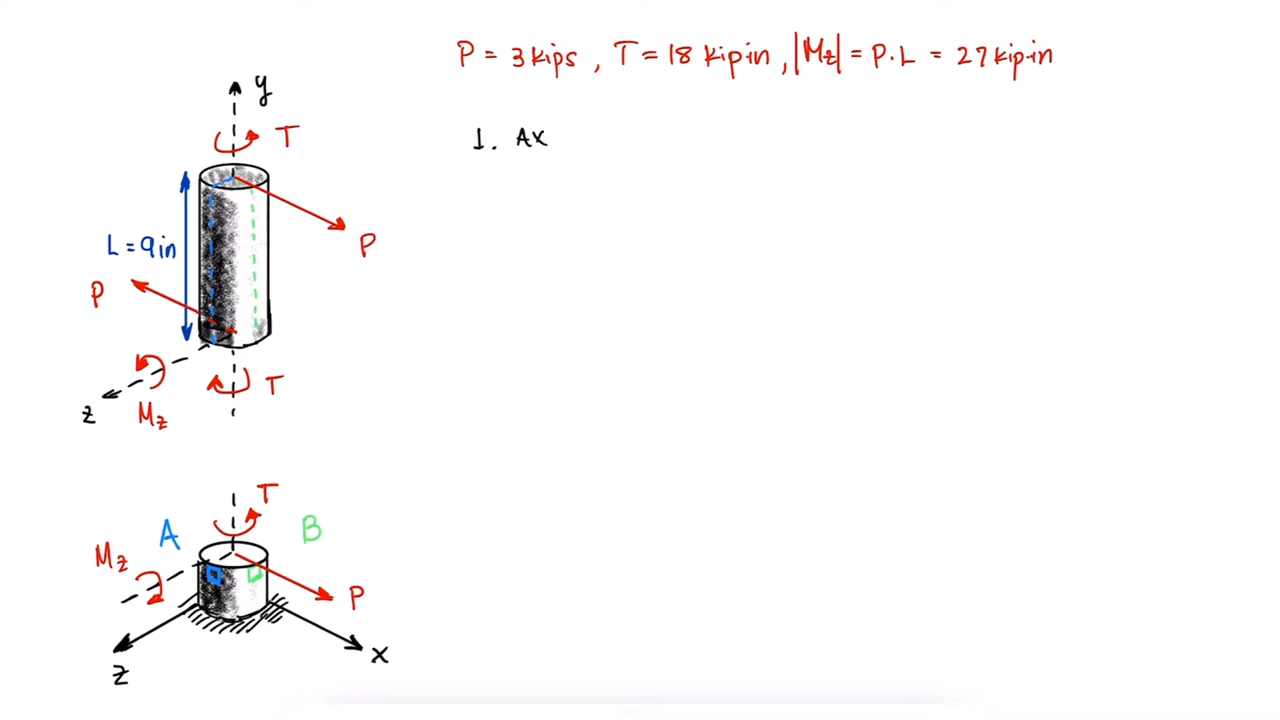 P = 3 kips , T = 18 kip·in , |Mz| = P·L = 27 kip·in
y
T
1. Ax
L = 9 in
P
P
T
z
Mz
T
A
B
Mz
P
x
z